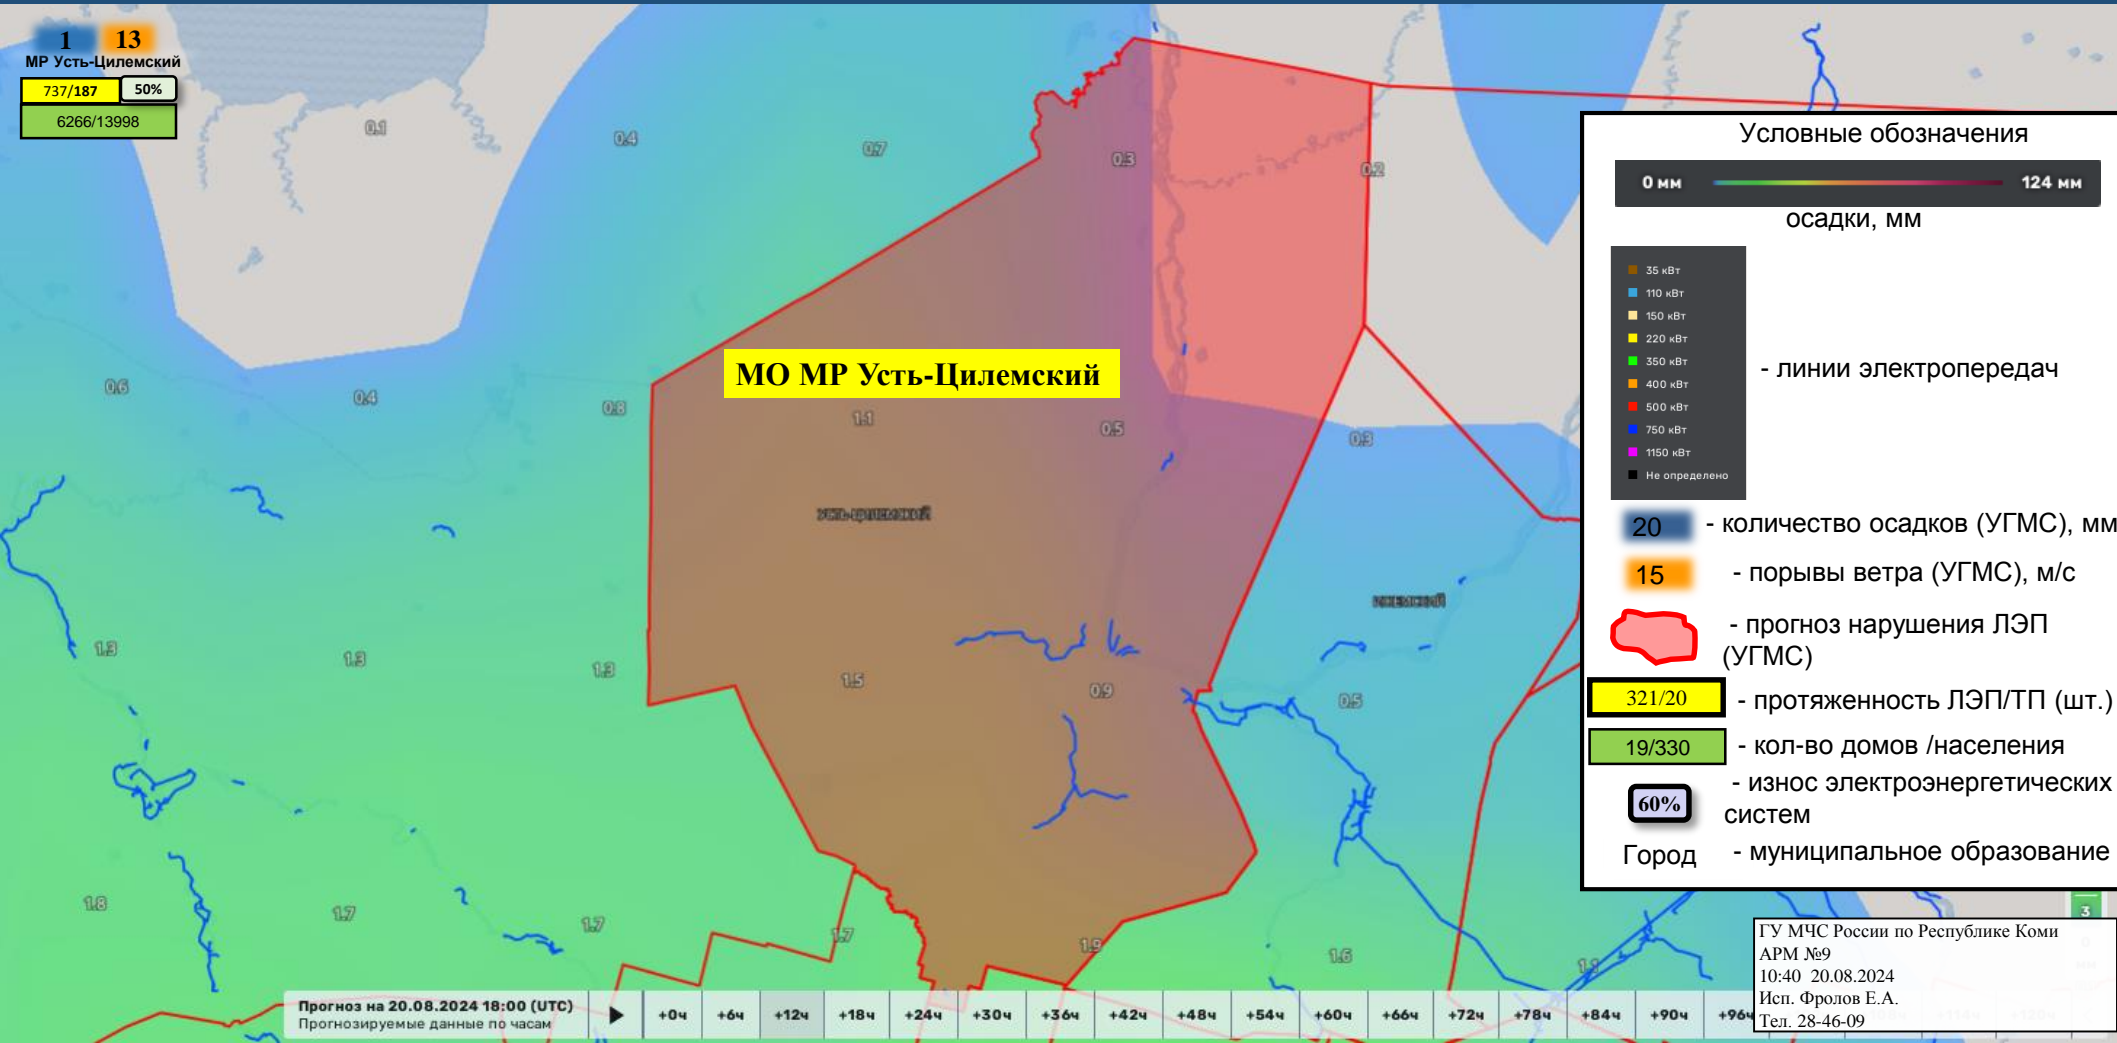 1 13
МР Усть-Цилемский
737/187 50%
6266/13998
0.1
0.4
0.7
0.3
0.2
МО МР Усть-Цилемский
0.6
0.4
0.8
1.1
0.5
0.3
УСТЬ-ЦИЛЕМСКИЙ
ИЖЕМСКИЙ
1.3
1.3
1.3
1.5
0.9
0.5
1.8
1.7
1.7
1.7
1.9
1.6
1.1
Условные обозначения
0 мм 124 мм
осадки, мм
35 кВт
110 кВт
150 кВт
220 кВт
350 кВт
400 кВт
500 кВт
750 кВт
1150 кВт
Не определено
- линии электропередач
20 - количество осадков (УГМС), мм
15 - порывы ветра (УГМС), м/с
- прогноз нарушения ЛЭП
(УГМС)
321/20 - протяженность ЛЭП/ТП (шт.)
19/330 - кол-во домов /населения
60% - износ электроэнергетических
систем
Город - муниципальное образование
3
ГУ МЧС России по Республике Коми
АРМ №9
10:40 20.08.2024
Исп. Фролов Е.А.
Тел. 28-46-09
Прогноз на 20.08.2024 18:00 (UTC)
Прогнозируемые данные по часам
+0ч +6ч +12ч +18ч +24ч +30ч +36ч +42ч +48ч +54ч +60ч +66ч +72ч +78ч +84ч +90ч +96ч